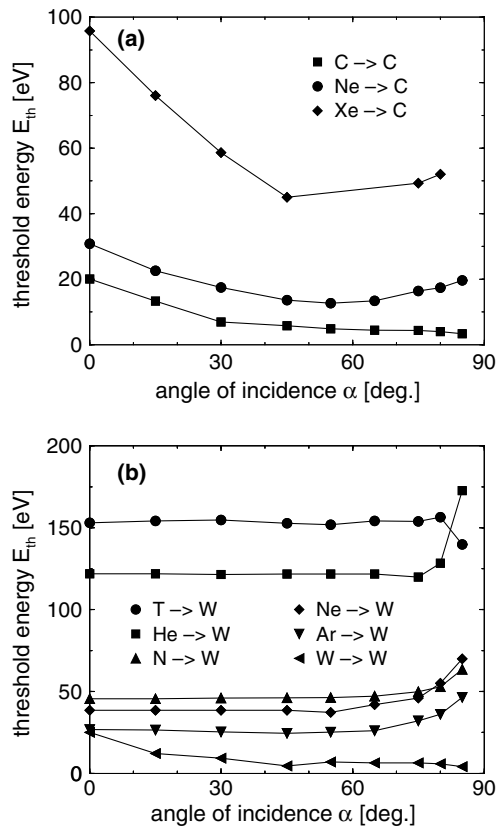 (a)
C –> C
Ne –> C
Xe –> C
threshold energy E_th [eV]
100
80
60
40
20
0
0 30 60 90
angle of incidence α [deg.]
(b)
threshold energy E_th [eV]
200
150
100
50
0
T –> W Ne –> W
He –> W Ar –> W
N –> W W –> W
0 30 60 90
angle of incidence α [deg.]